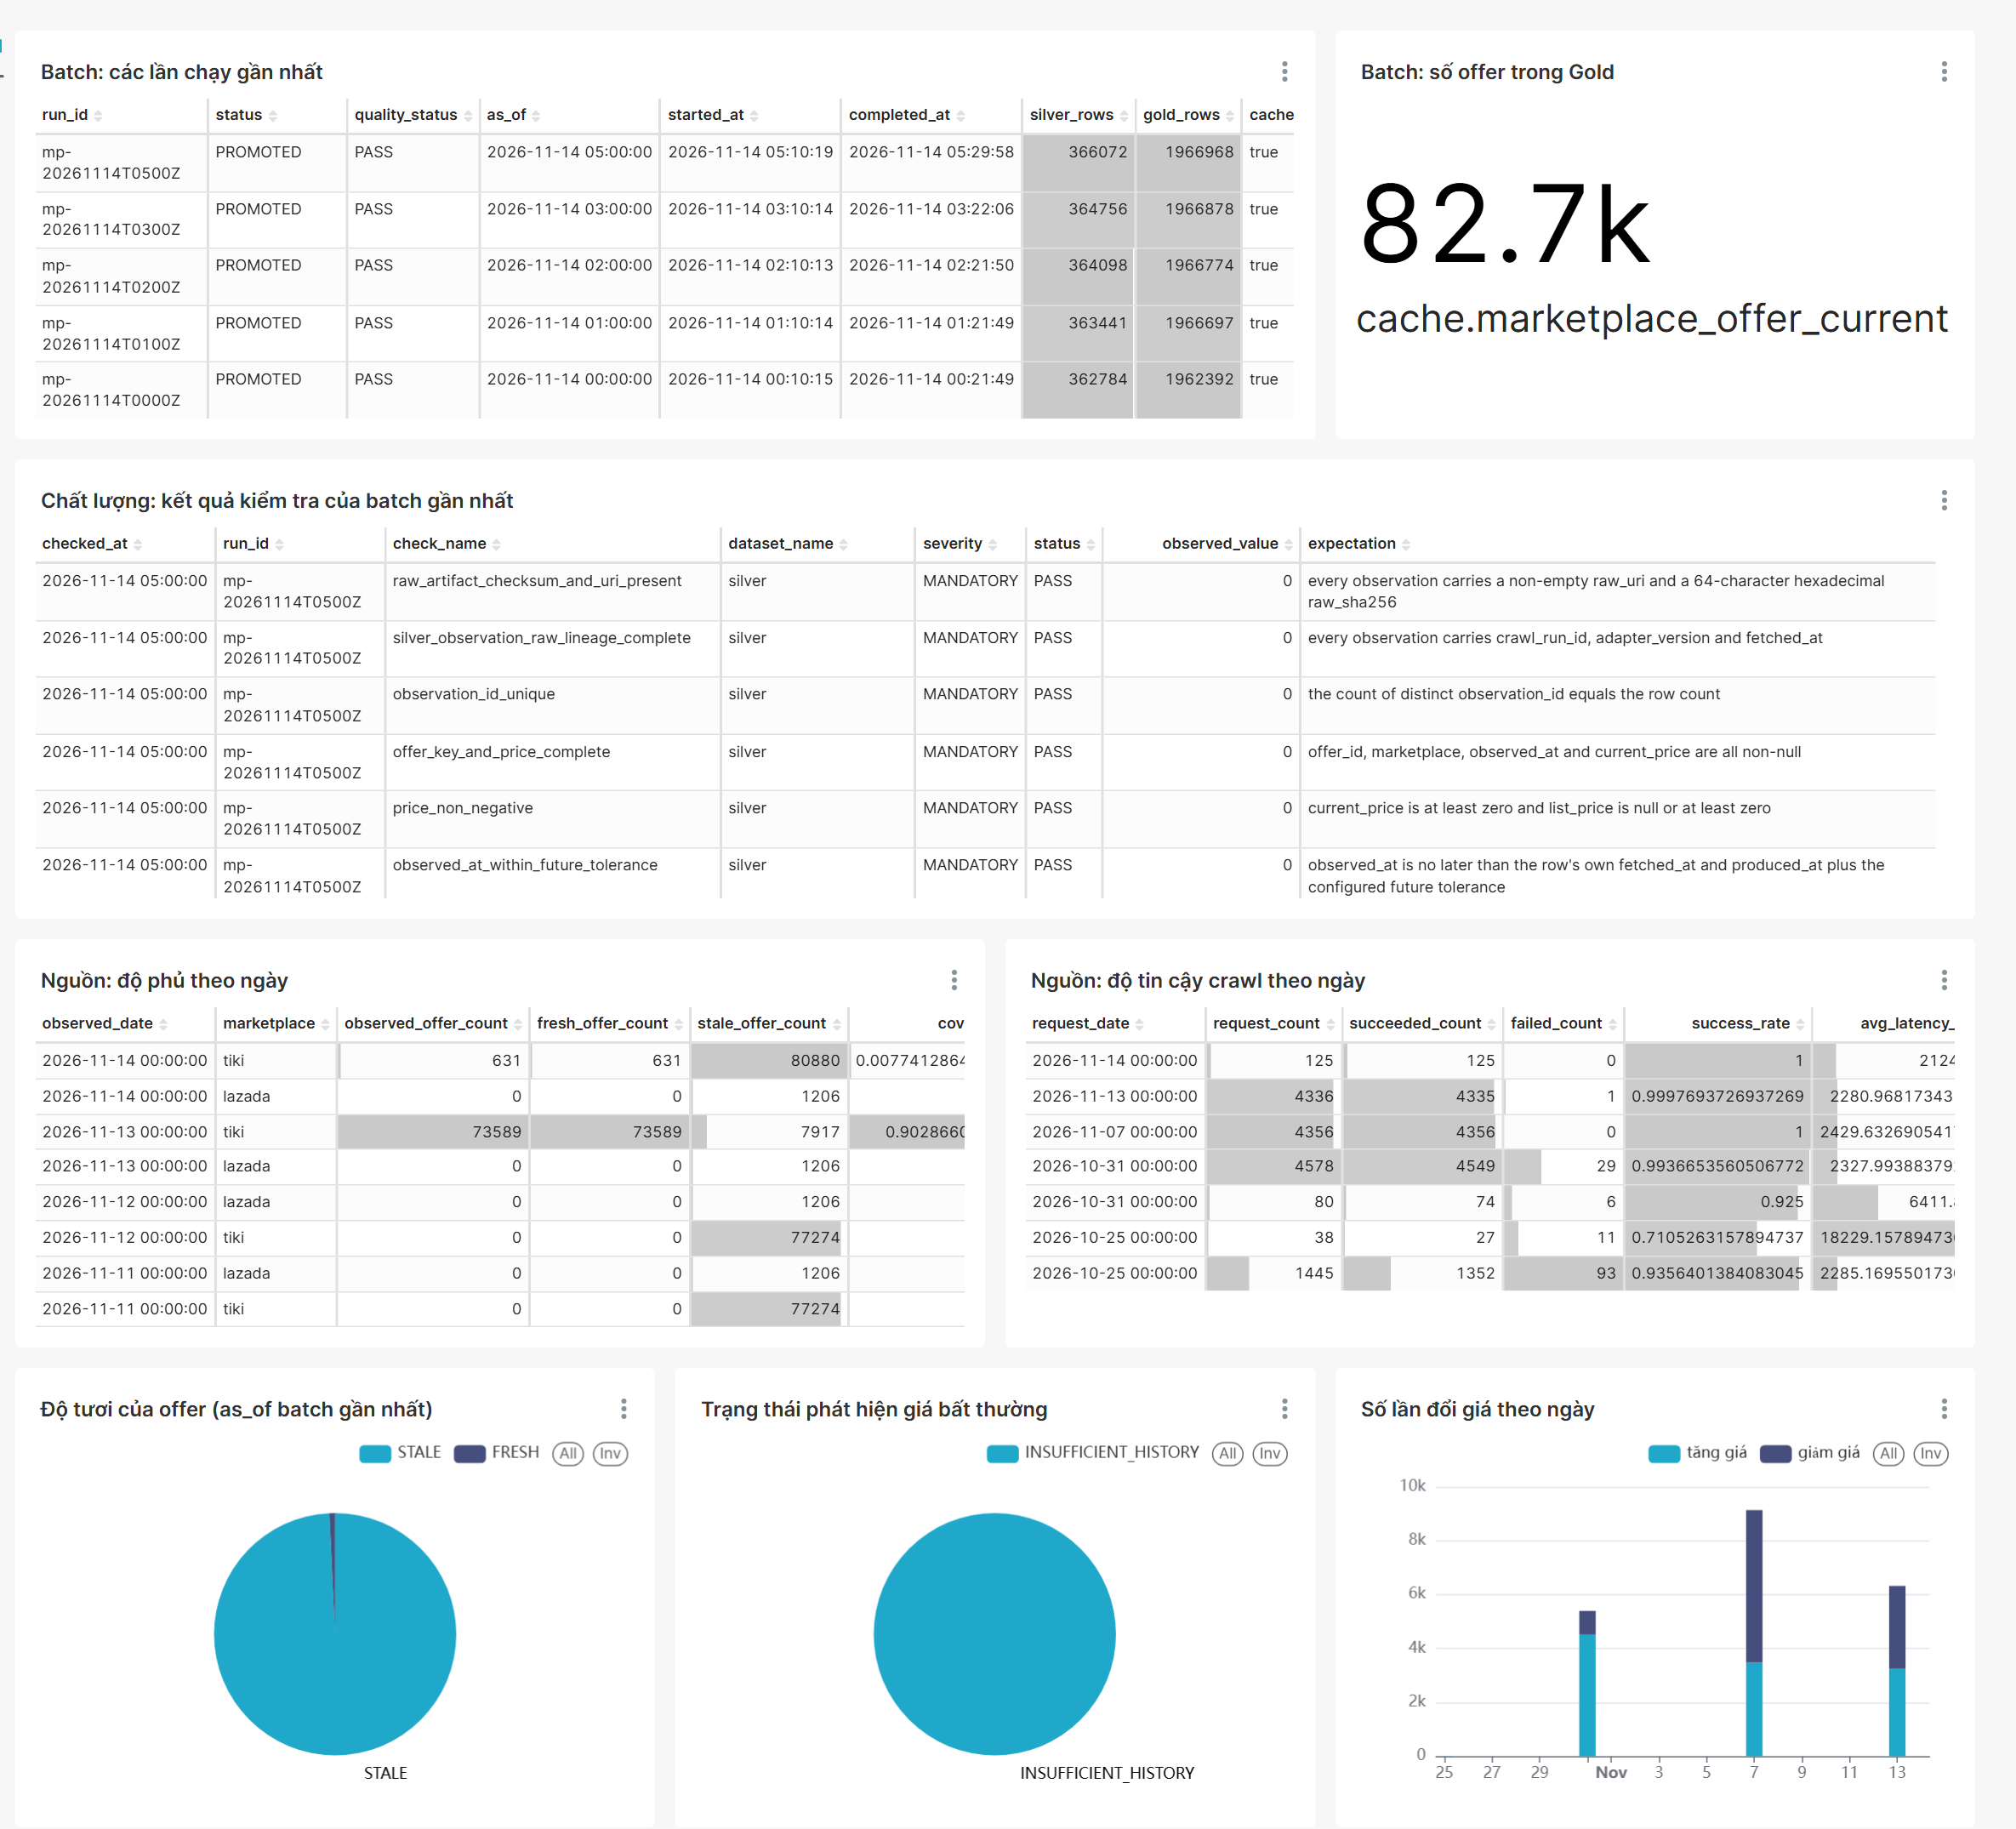 Batch: các lần chạy gần nhất
run_id status quality_status as_of started_at completed_at silver_rows gold_rows cache
mp-20261114T0500Z PROMOTED PASS 2026-11-14 05:00:00 2026-11-14 05:10:19 2026-11-14 05:29:58 366072 1966968 true
mp-20261114T0300Z PROMOTED PASS 2026-11-14 03:00:00 2026-11-14 03:10:14 2026-11-14 03:22:06 364756 1966878 true
mp-20261114T0200Z PROMOTED PASS 2026-11-14 02:00:00 2026-11-14 02:10:13 2026-11-14 02:21:50 364098 1966774 true
mp-20261114T0100Z PROMOTED PASS 2026-11-14 01:00:00 2026-11-14 01:10:14 2026-11-14 01:21:49 363441 1966697 true
mp-20261114T0000Z PROMOTED PASS 2026-11-14 00:00:00 2026-11-14 00:10:15 2026-11-14 00:21:49 362784 1962392 true
Batch: số offer trong Gold
82.7k
cache.marketplace_offer_current
Chất lượng: kết quả kiểm tra của batch gần nhất
checked_at run_id check_name dataset_name severity status observed_value expectation
2026-11-14 05:00:00 mp-20261114T0500Z raw_artifact_checksum_and_uri_present silver MANDATORY PASS 0 every observation carries a non-empty raw_uri and a 64-character hexadecimal raw_sha256
2026-11-14 05:00:00 mp-20261114T0500Z silver_observation_raw_lineage_complete silver MANDATORY PASS 0 every observation carries crawl_run_id, adapter_version and fetched_at
2026-11-14 05:00:00 mp-20261114T0500Z observation_id_unique silver MANDATORY PASS 0 the count of distinct observation_id equals the row count
2026-11-14 05:00:00 mp-20261114T0500Z offer_key_and_price_complete silver MANDATORY PASS 0 offer_id, marketplace, observed_at and current_price are all non-null
2026-11-14 05:00:00 mp-20261114T0500Z price_non_negative silver MANDATORY PASS 0 current_price is at least zero and list_price is null or at least zero
2026-11-14 05:00:00 mp-20261114T0500Z observed_at_within_future_tolerance silver MANDATORY PASS 0 observed_at is no later than the row's own fetched_at and produced_at plus the configured future tolerance
Nguồn: độ phủ theo ngày
observed_date marketplace observed_offer_count fresh_offer_count stale_offer_count cov
2026-11-14 00:00:00 tiki 631 631 80880 0.0077412864
2026-11-14 00:00:00 lazada 0 0 1206
2026-11-13 00:00:00 tiki 73589 73589 7917 0.9028660
2026-11-13 00:00:00 lazada 0 0 1206
2026-11-12 00:00:00 lazada 0 0 1206
2026-11-12 00:00:00 tiki 0 0 77274
2026-11-11 00:00:00 lazada 0 0 1206
2026-11-11 00:00:00 tiki 0 0 77274
Nguồn: độ tin cậy crawl theo ngày
request_date request_count succeeded_count failed_count success_rate avg_latency_
2026-11-14 00:00:00 125 125 0 1 2124
2026-11-13 00:00:00 4336 4335 1 0.9997693726937269 2280.96817343
2026-11-07 00:00:00 4356 4356 0 1 2429.632690541
2026-10-31 00:00:00 4578 4549 29 0.9936653560506772 2327.99388379
2026-10-31 00:00:00 80 74 6 0.925 6411.
2026-10-25 00:00:00 38 27 11 0.7105263157894737 18229.15789473
2026-10-25 00:00:00 1445 1352 93 0.9356401384083045 2285.169550173
Độ tươi của offer (as_of batch gần nhất)
STALE FRESH All Inv
STALE
Trạng thái phát hiện giá bất thường
INSUFFICIENT_HISTORY All Inv
INSUFFICIENT_HISTORY
Số lần đổi giá theo ngày
tăng giá giảm giá All Inv
10k
8k
6k
4k
2k
0
25 27 29 Nov 3 5 7 9 11 13